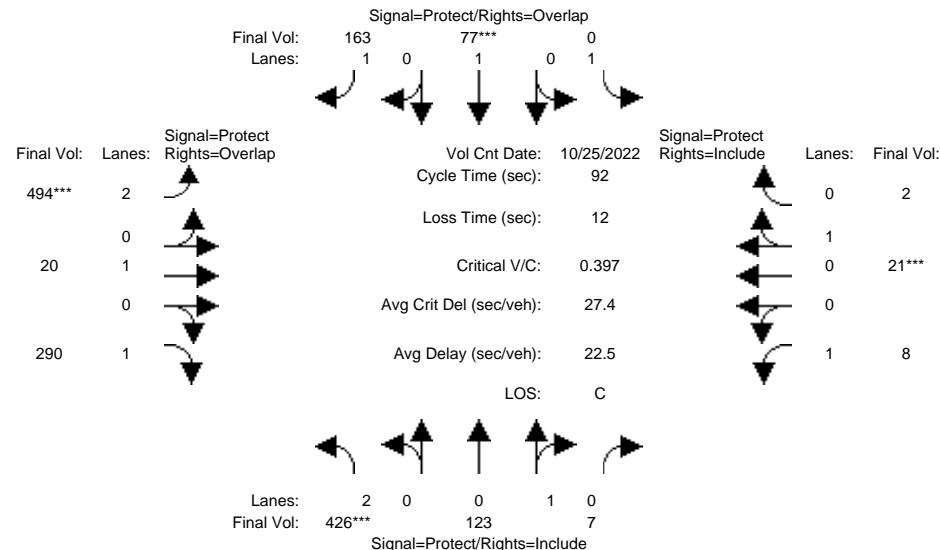 Signal=Protect/Rights=Overlap
Final Vol: 163 77*** 0
Lanes: 1 0 1 0 1
Signal=Protect
Final Vol: Lanes: Rights=Overlap
Vol Cnt Date: 10/25/2022
Signal=Protect
Rights=Include Lanes: Final Vol:
Cycle Time (sec): 92
494*** 2
0 2
Loss Time (sec): 12
0
1
20 1
Critical V/C: 0.397
0 21***
0
Avg Crit Del (sec/veh): 27.4
0
290 1
Avg Delay (sec/veh): 22.5
1 8
LOS: C
Lanes: 2 0 0 1 0
Final Vol: 426*** 123 7
Signal=Protect/Rights=Include